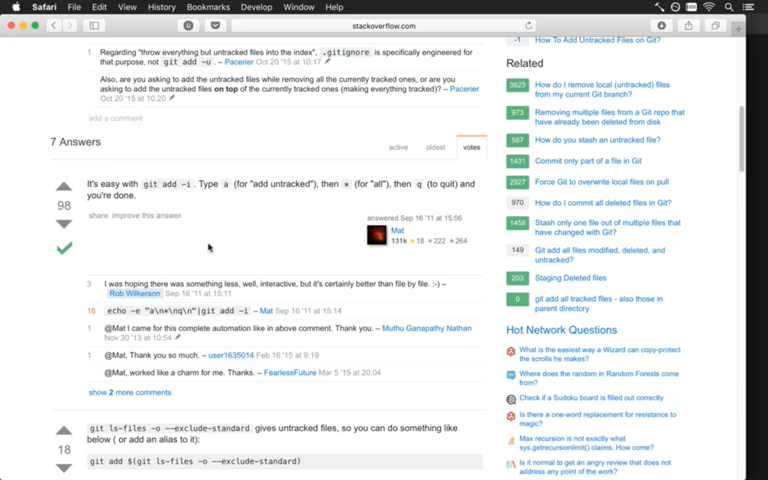 Safari File Edit View History Bookmarks Develop Window Help
stackoverflow.com
1 Regarding "throw everything but untracked files into the index", .gitignore is specifically engineered
for that purpose, not git add -u. – Pacerier Oct 20 '15 at 10:17
Also, are you asking to add the untracked files while removing all the currently tracked ones, or are you
asking to add the untracked files on top of the currently tracked ones (making everything tracked)? – Pacerier
Oct 20 '15 at 10:20
add a comment
7 Answers
active oldest votes
98
It's easy with git add -i. Type a (for "add untracked"), then * (for "all"), then q (to quit) and
you're done.
share improve this answer
answered Sep 16 '11 at 15:06
Mat
131k 18 222 264
3 I was hoping there was something less, well, interactive, but it's certainly better than file by file. :-) –
Rob Wilkerson Sep 16 '11 at 15:11
16 echo -e "a\n*\nq\n"|git add -i – Mat Sep 16 '11 at 15:14
1 @Mat I came for this complete automation like in above comment. Thank you. – Muthu Ganapathy Nathan
Nov 30 '13 at 10:54
1 @Mat, Thank you so much. – user1635014 Feb 16 '15 at 9:19
@Mat, worked like a charm for me. Thanks. – FearlessFuture Mar 5 '15 at 20:04
show 2 more comments
18
git ls-files -o --exclude-standard gives untracked files, so you can do something like
below ( or add an alias to it):
git add $(git ls-files -o --exclude-standard)
-1 How To Add Untracked Files on Git?
Related
3623 How do I remove local (untracked) files
from my current Git branch?
973 Removing multiple files from a Git repo that
have already been deleted from disk
567 How do you stash an untracked file?
1431 Commit only part of a file in Git
2927 Force Git to overwrite local files on pull
970 How do I commit all deleted files in Git?
1458 Stash only one file out of multiple files that
have changed with Git?
149 Git add all files modified, deleted, and
untracked?
203 Staging Deleted files
0 git add all tracked files - also those in
parent directory
Hot Network Questions
What is the easiest way a Wizard can copy-protect
the scrolls he makes?
Where does the random in Random Forests come
from?
Check if a Sudoku board is filled out correctly
Is there a one-word replacement for resistance to
magic?
Max recursion is not exactly what
sys.getrecursionlimit() claims. How come?
Is it normal to get an angry review that does not
address any point of the work?